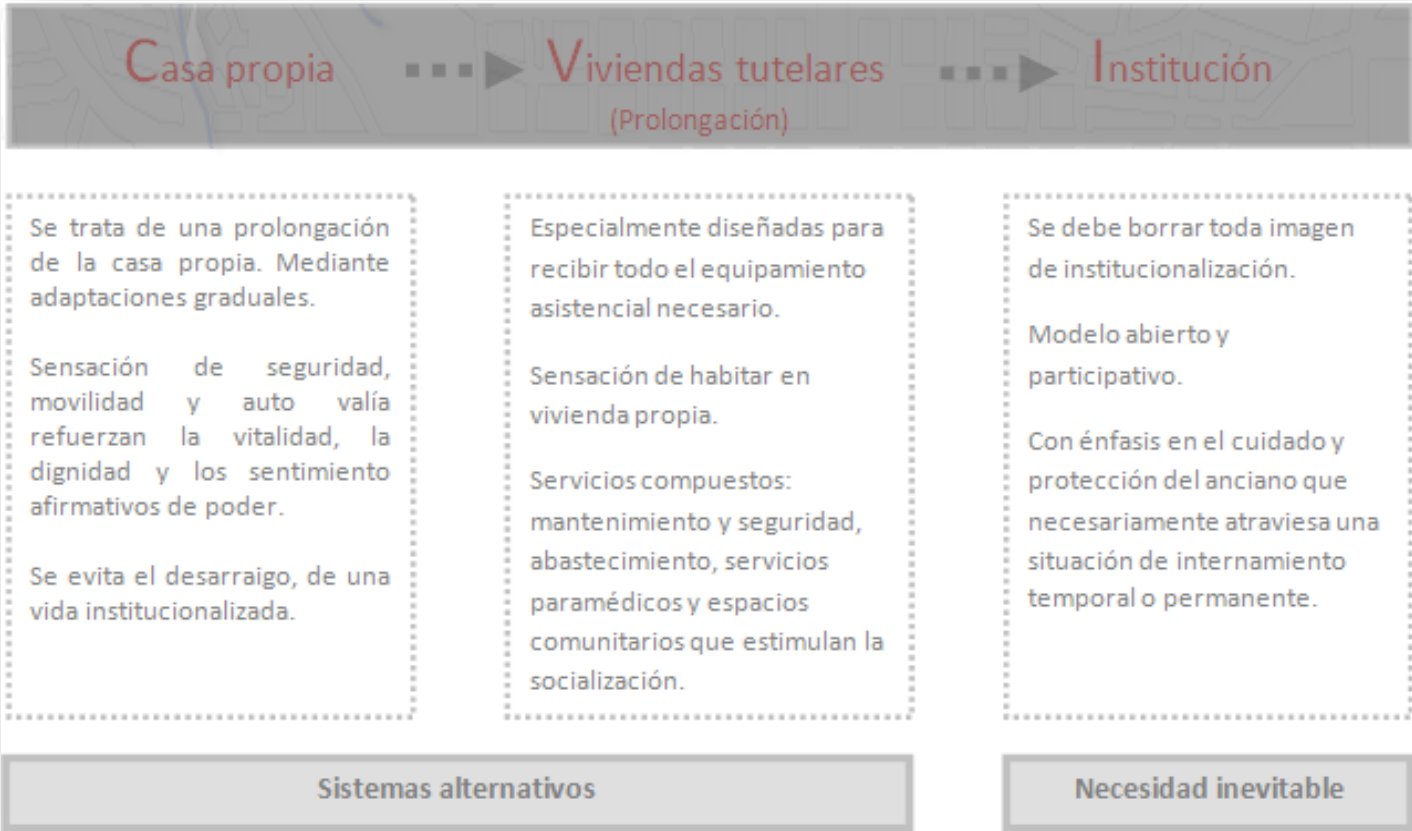 Casa propia
Viviendas tutelares
(Prolongación)
Institución
Se trata de una prolongación
de la casa propia. Mediante
adaptaciones graduales.
Sensación de seguridad,
movilidad y auto valía
refuerzan la vitalidad, la
dignidad y los sentimiento
afirmativos de poder.
Se evita el desarraigo, de una
vida institucionalizada.
Especialmente diseñadas para
recibir todo el equipamiento
asistencial necesario.
Sensación de habitar en
vivienda propia.
Servicios compuestos:
mantenimiento y seguridad,
abastecimiento, servicios
paramédicos y espacios
comunitarios que estimulan la
socialización.
Se debe borrar toda imagen
de institucionalización.
Modelo abierto y
participativo.
Con énfasis en el cuidado y
protección del anciano que
necesariamente atraviesa una
situación de internamiento
temporal o permanente.
Sistemas alternativos
Necesidad inevitable